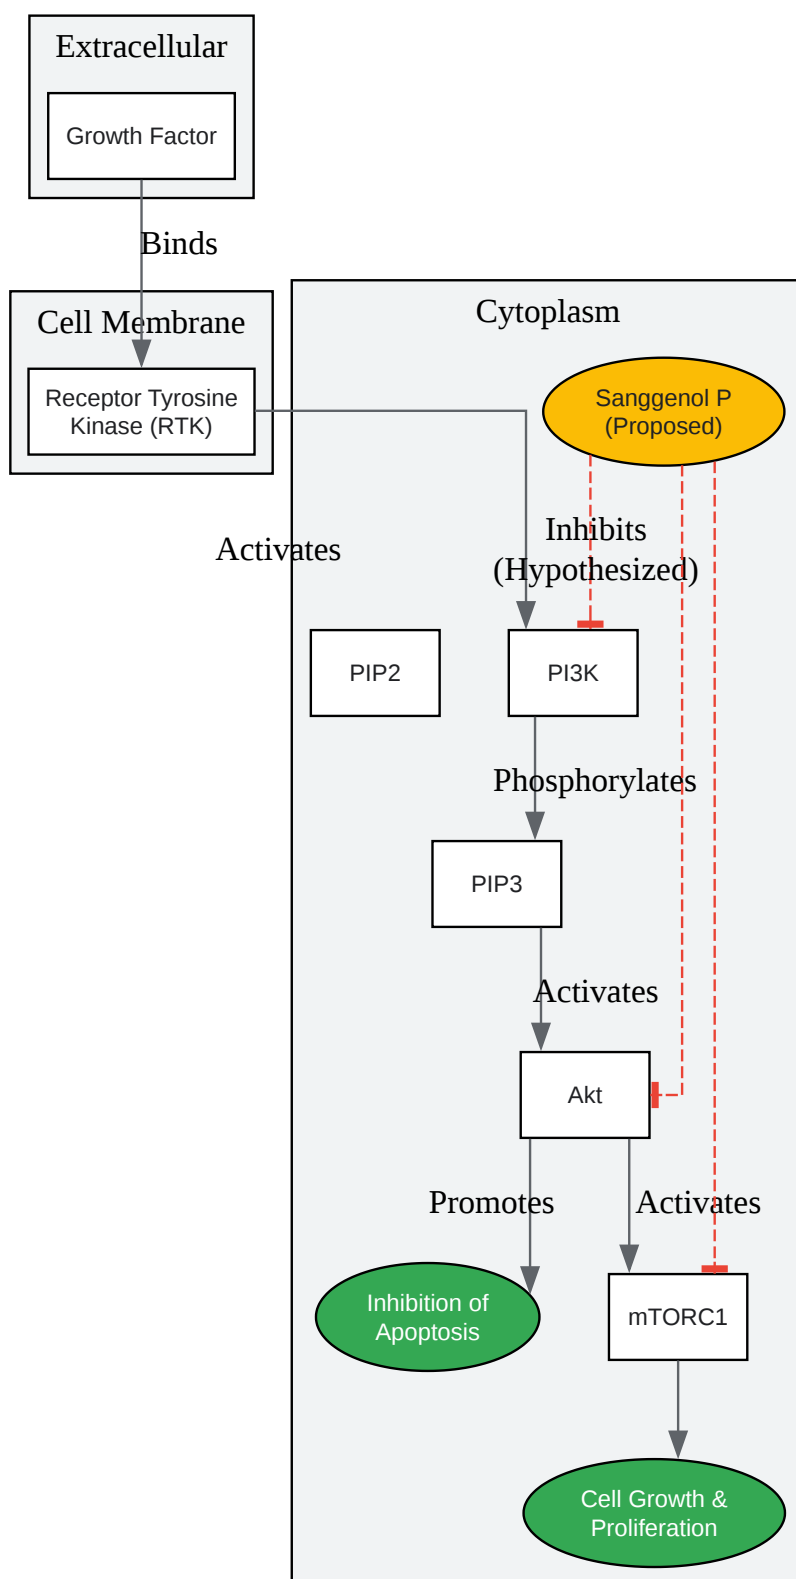 Extracellular
Growth Factor
Binds
Cell Membrane
Receptor Tyrosine
Kinase (RTK)
Cytoplasm
Sanggenol P
(Proposed)
Activates
Inhibits
(Hypothesized)
PIP2
PI3K
Phosphorylates
PIP3
Activates
Akt
Promotes
Activates
Inhibition of
Apoptosis
mTORC1
Cell Growth &
Proliferation